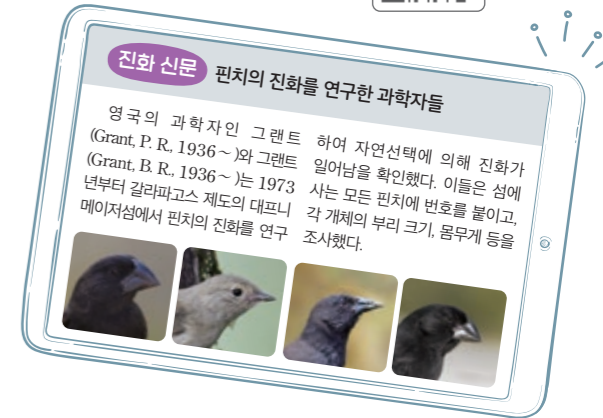 진화 신문
핀치의 진화를 연구한 과학자들
영국의 과학자인 그랜트
(Grant, P. R., 1936~ )와 그랜트
(Grant, B. R., 1936~ )는 1973
년부터 갈라파고스 제도의 대프니
메이저섬에서 핀치의 진화를 연구
하여 자연선택에 의해 진화가
일어남을 확인했다. 이들은 섬에
사는 모든 핀치에 번호를 붙이고,
각 개체의 부리 크기, 몸무게 등을
조사했다.